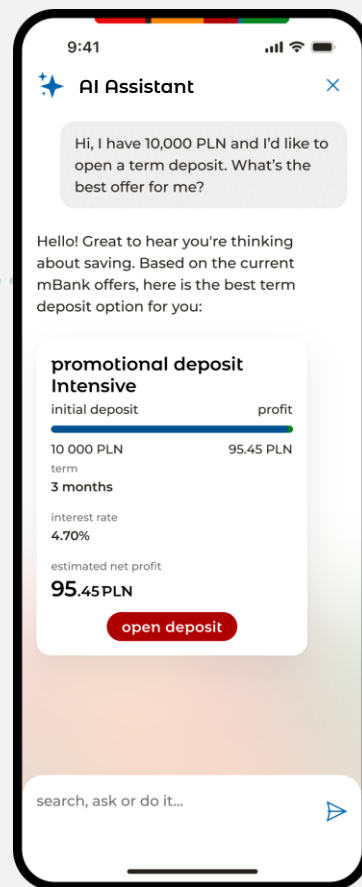 9:41
AI Assistant
Hi, I have 10,000 PLN and I'd like to
open a term deposit. What's the
best offer for me?
Hello! Great to hear you're thinking
about saving. Based on the current
mBank offers, here is the best term
deposit option for you:
promotional deposit
Intensive
initial deposit profit
10 000 PLN 95.45 PLN
term
3 months
interest rate
4.70%
estimated net profit
95.45 PLN
open deposit
search, ask or do it...